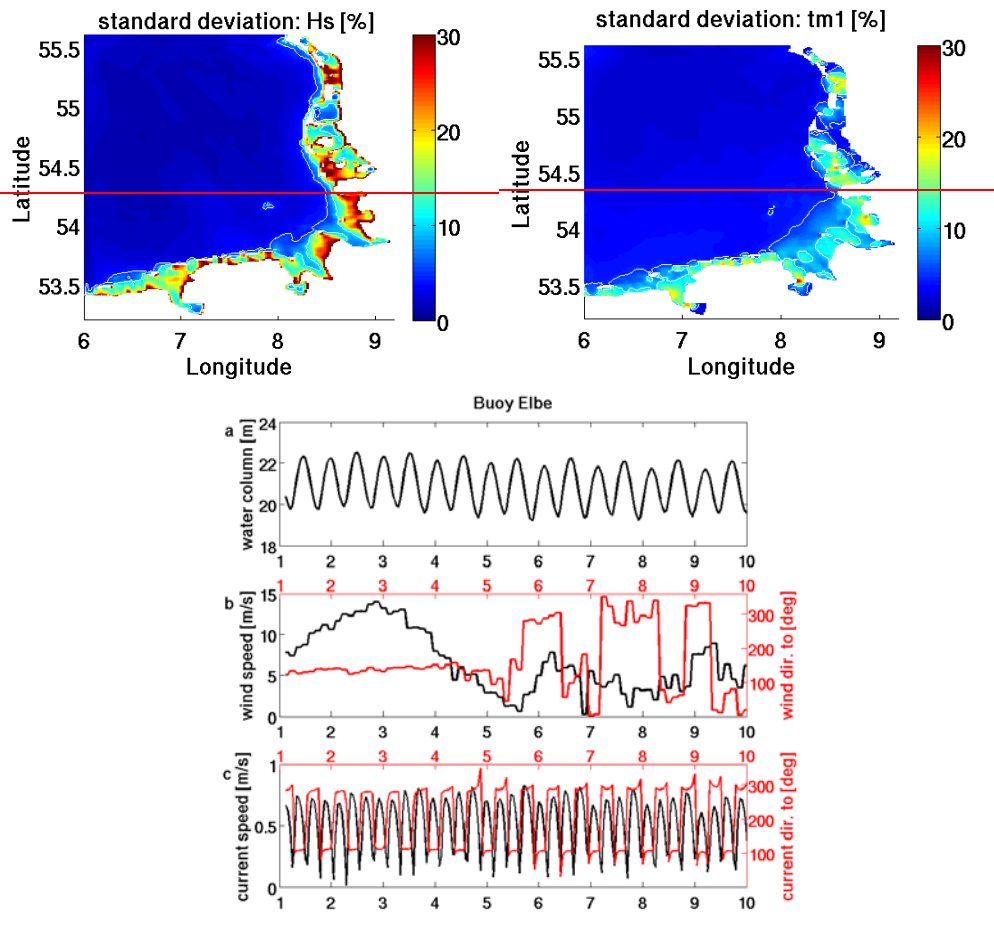 standard deviation: Hs [%]
standard deviation: tm1 [%]
Latitude
55.5
55
54.5
54
53.5
6 7 8 9
Longitude
30
20
10
0
Latitude
55.5
55
54.5
54
53.5
6 7 8 9
Longitude
30
20
10
0
Buoy Elbe
a
water column [m]
24
22
20
18
1 2 3 4 5 6 7 8 9 10
1 2 3 4 5 6 7 8 9 10
b
wind speed [m/s]
15
10
5
0
300
200
100
wind dir. to [deg]
1 2 3 4 5 6 7 8 9 10
1 2 3 4 5 6 7 8 9 10
c
current speed [m/s]
1
0.5
0
300
200
100
current dir. to [deg]
1 2 3 4 5 6 7 8 9 10